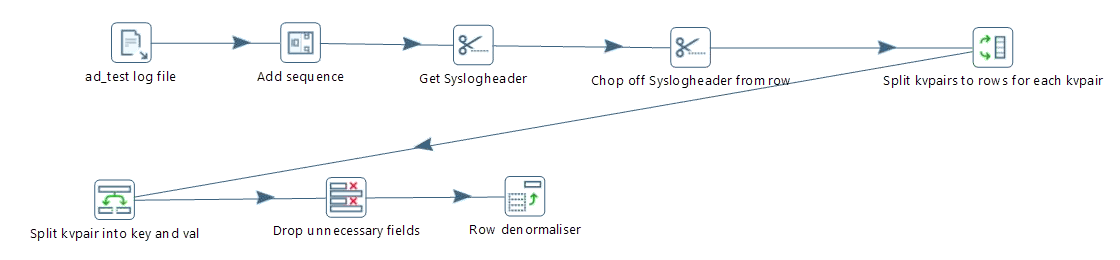 ad_test log file
Add sequence
Get Syslogheader
Chop off Syslogheader from row
Split kvpairs to rows for each kvpair
Split kvpair into key and val
Drop unnecessary fields
Row denormaliser